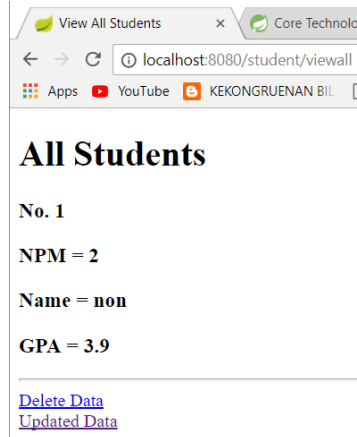 View All Students
Core Technolo
localhost:8080/student/viewall
Apps YouTube KEKONGRUENAN BIL
All Students
No. 1
NPM = 2
Name = non
GPA = 3.9
Delete Data
Updated Data